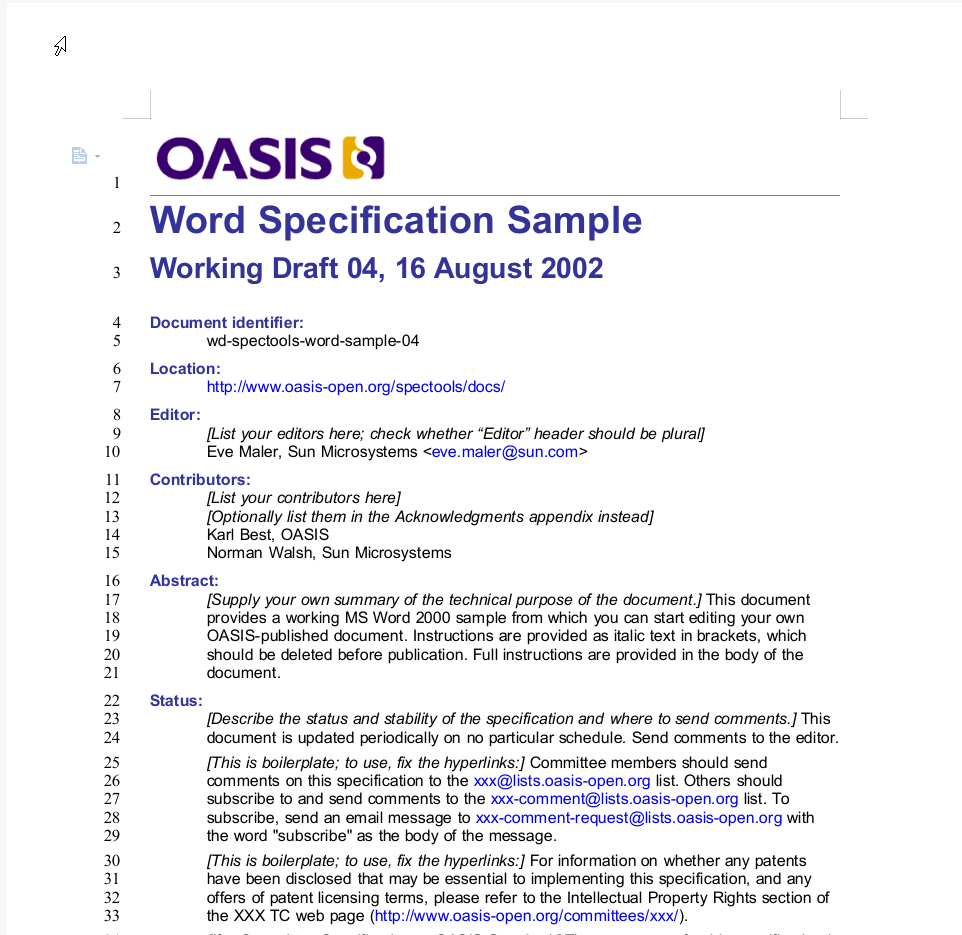 OASIS
1
2 Word Specification Sample
3 Working Draft 04, 16 August 2002
4 Document identifier:
5 wd-spectools-word-sample-04
6 Location:
7 http://www.oasis-open.org/spectools/docs/
8 Editor:
9 [List your editors here; check whether “Editor” header should be plural]
10 Eve Maler, Sun Microsystems <eve.maler@sun.com>
11 Contributors:
12 [List your contributors here]
13 [Optionally list them in the Acknowledgments appendix instead]
14 Karl Best, OASIS
15 Norman Walsh, Sun Microsystems
16 Abstract:
17 [Supply your own summary of the technical purpose of the document.] This document
18 provides a working MS Word 2000 sample from which you can start editing your own
19 OASIS-published document. Instructions are provided as italic text in brackets, which
20 should be deleted before publication. Full instructions are provided in the body of the
21 document.
22 Status:
23 [Describe the status and stability of the specification and where to send comments.] This
24 document is updated periodically on no particular schedule. Send comments to the editor.
25 [This is boilerplate; to use, fix the hyperlinks:] Committee members should send
26 comments on this specification to the xxx@lists.oasis-open.org list. Others should
27 subscribe to and send comments to the xxx-comment@lists.oasis-open.org list. To
28 subscribe, send an email message to xxx-comment-request@lists.oasis-open.org with
29 the word "subscribe" as the body of the message.
30 [This is boilerplate; to use, fix the hyperlinks:] For information on whether any patents
31 have been disclosed that may be essential to implementing this specification, and any
32 offers of patent licensing terms, please refer to the Intellectual Property Rights section of
33 the XXX TC web page (http://www.oasis-open.org/committees/xxx/).